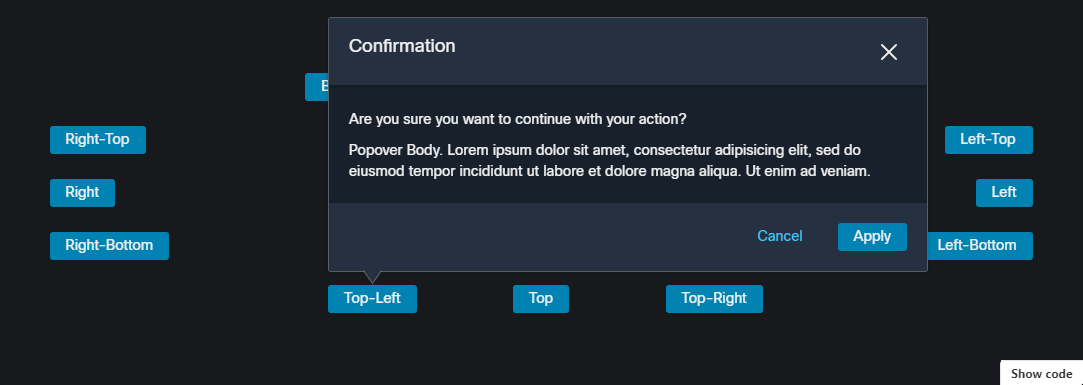 Confirmation
Are you sure you want to continue with your action?
Popover Body. Lorem ipsum dolor sit amet, consectetur adipisicing elit, sed do
eiusmod tempor incididunt ut labore et dolore magna aliqua. Ut enim ad veniam.
Cancel
Apply
Right-Top
Left-Top
Right
Left
Right-Bottom
Left-Bottom
Top-Left
Top
Top-Right
Show code